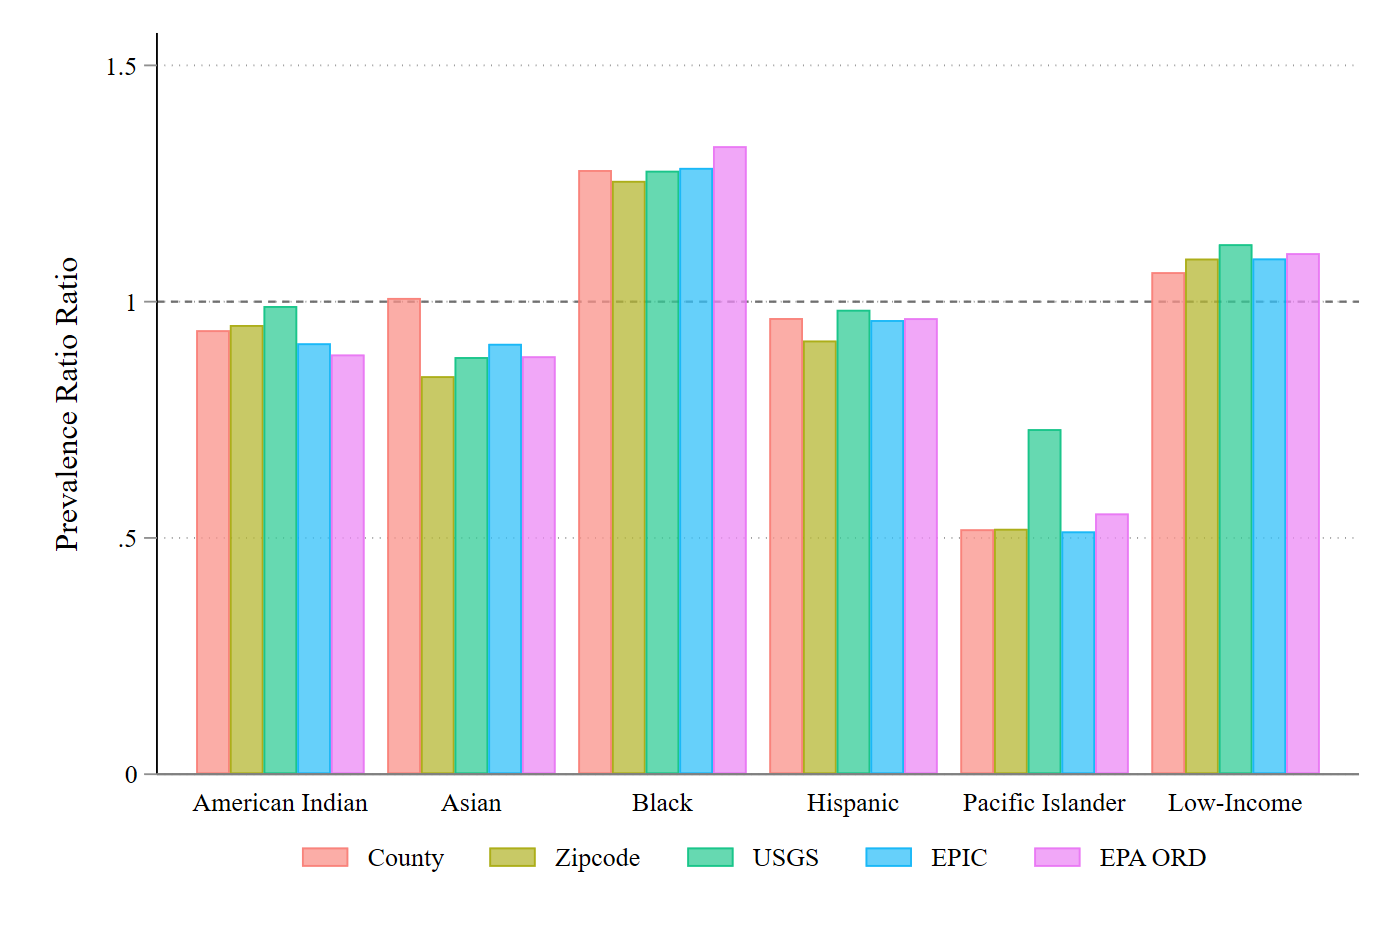 Prevalence Ratio Ratio
1.5
1
.5
0
American Indian Asian Black Hispanic Pacific Islander Low-Income
County Zipcode USGS EPIC EPA ORD